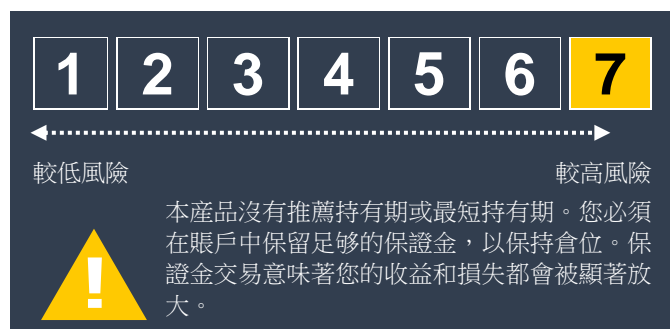 1 2 3 4 5 6 7
較低風險 較高風險
本産品沒有推薦持有期或最短持有期。您必須
在賬戶中保留足够的保證金，以保持倉位。保
證金交易意味著您的收益和損失都會被顯著放
大。
!